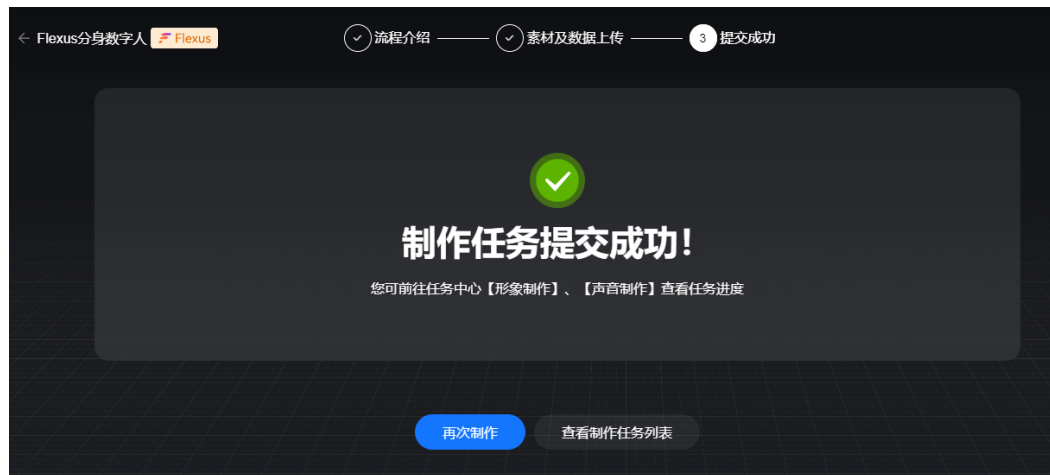 Flexus分身数字人 Flexus 流程介绍 素材及数据上传 3 提交成功
制作任务提交成功!
您可前往任务中心【形象制作】、【声音制作】查看任务进度
再次制作 查看制作任务列表